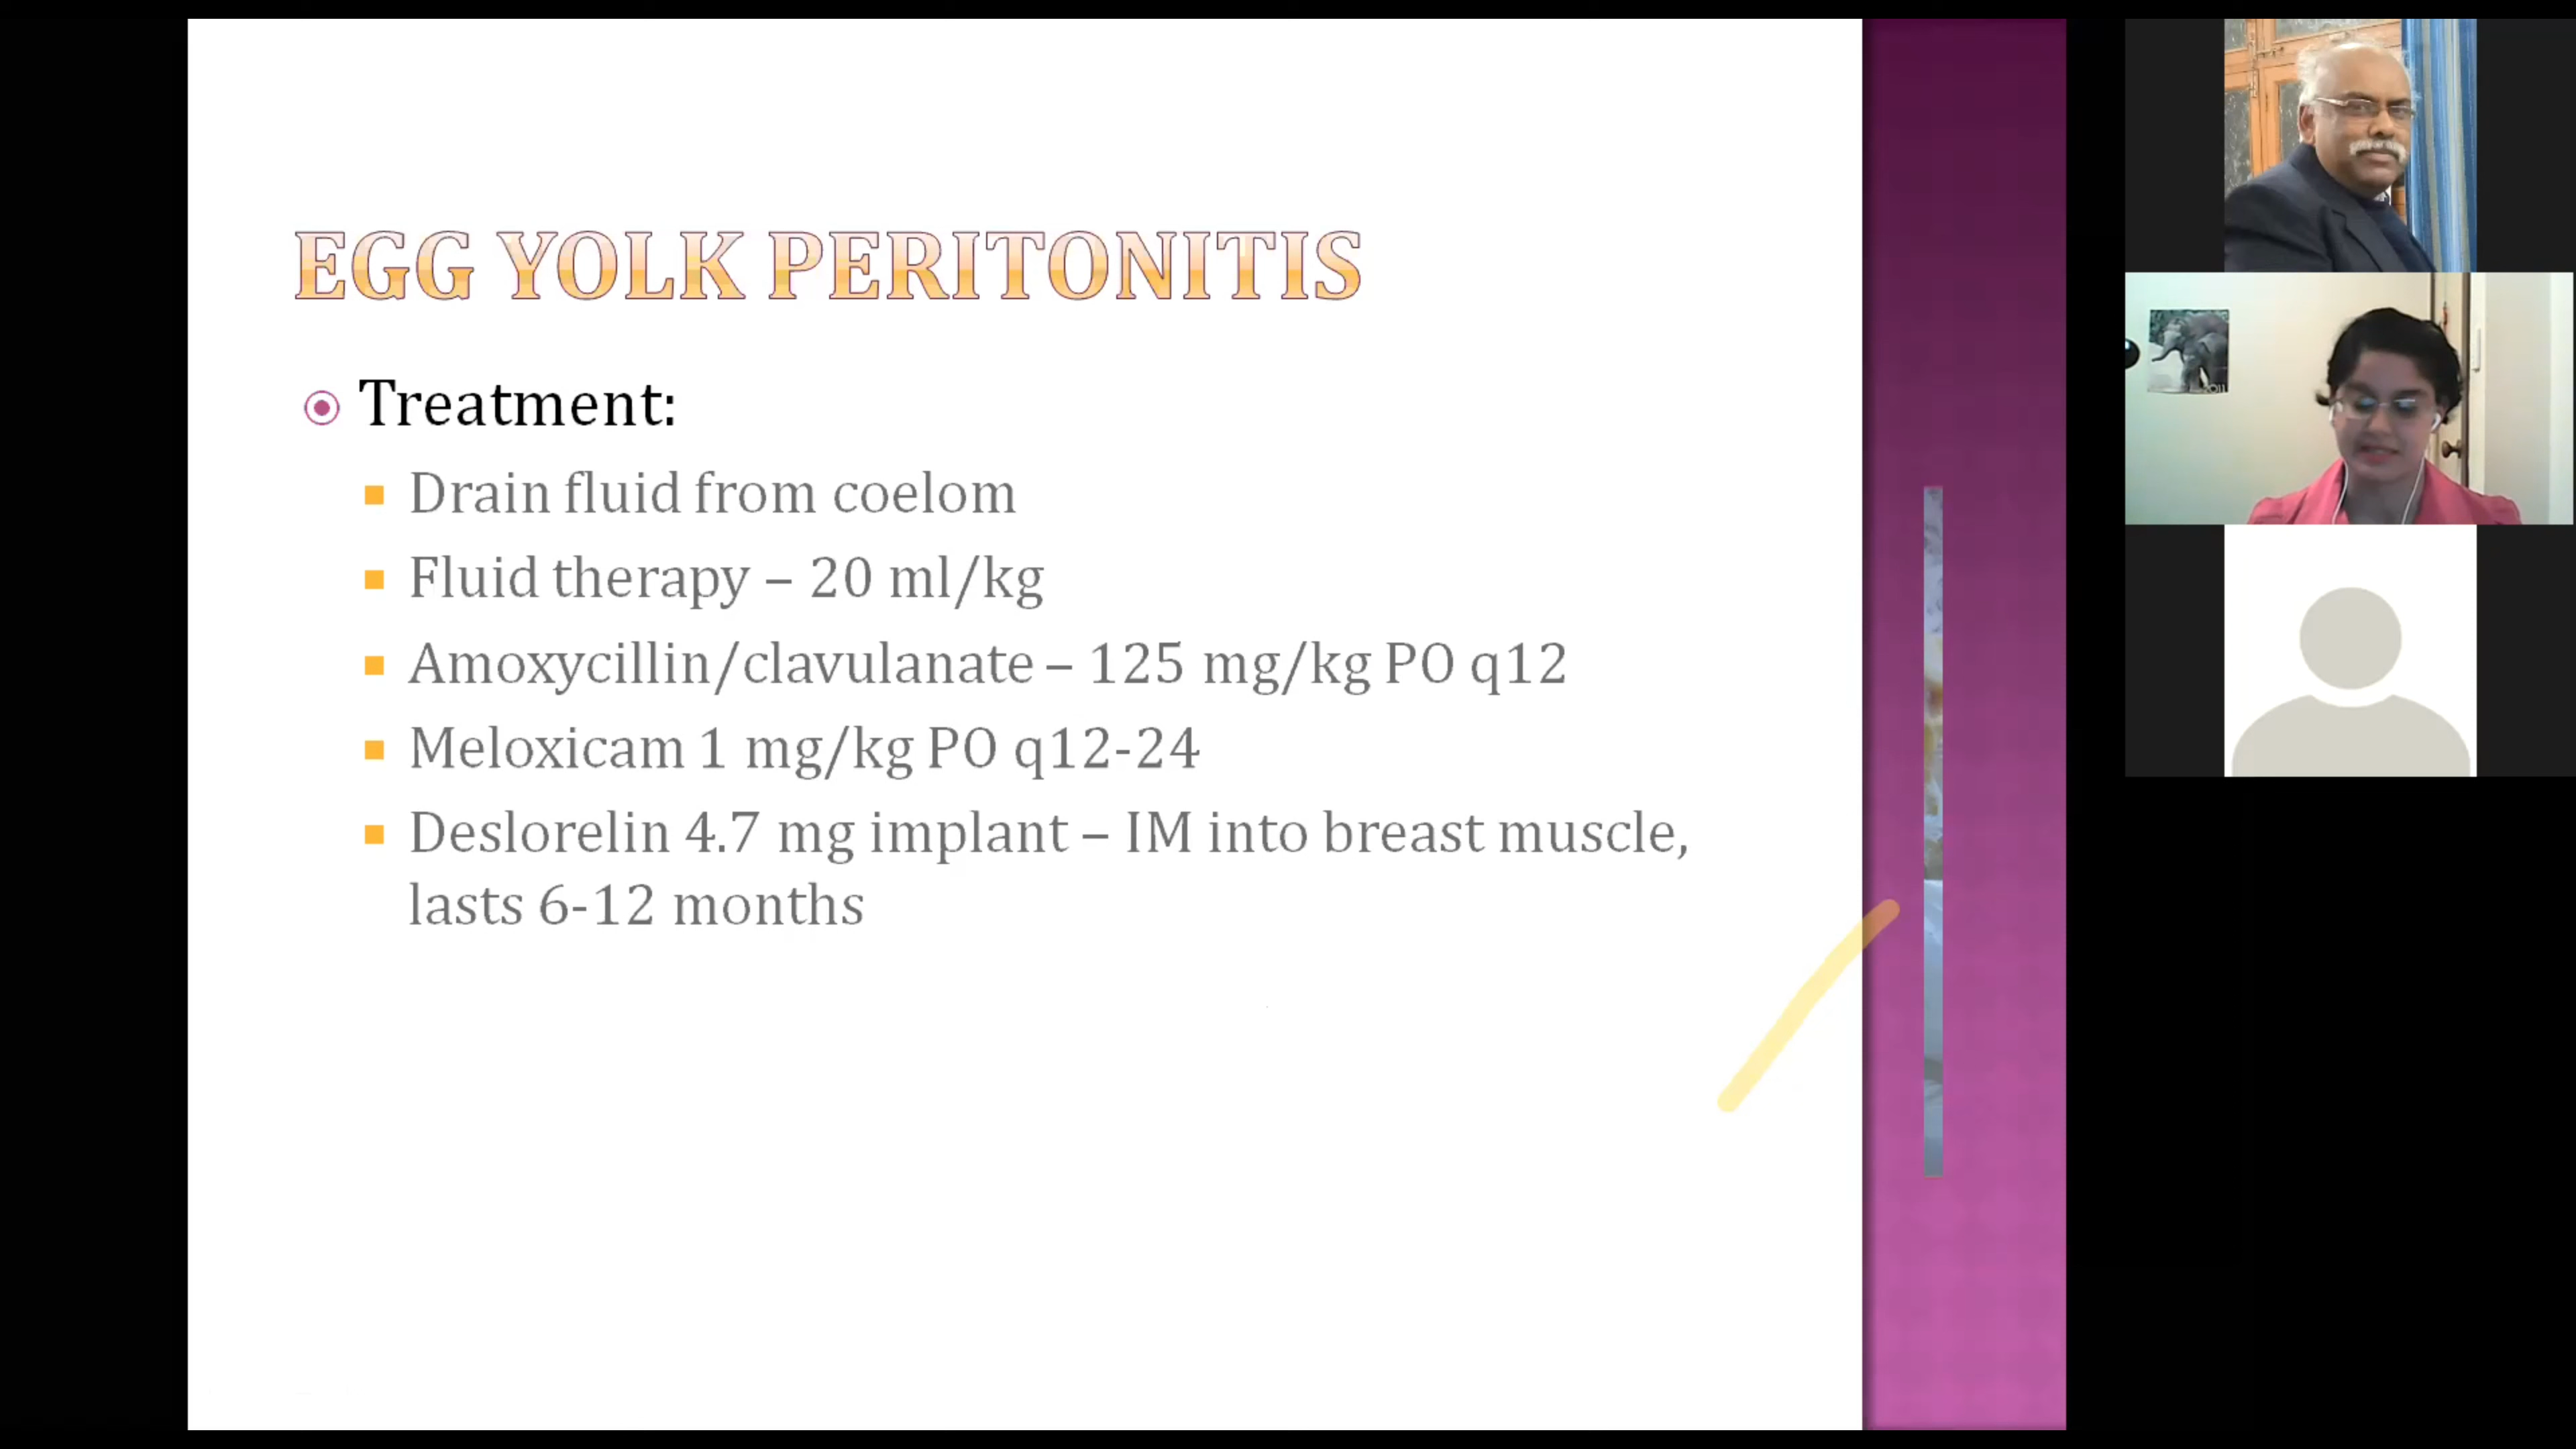 EGG YOLK PERITONITIS
Treatment:
Drain fluid from coelom
Fluid therapy – 20 ml/kg
Amoxycillin/clavulanate – 125 mg/kg PO q12
Meloxicam 1 mg/kg PO q12-24
Deslorelin 4.7 mg implant – IM into breast muscle,
lasts 6-12 months